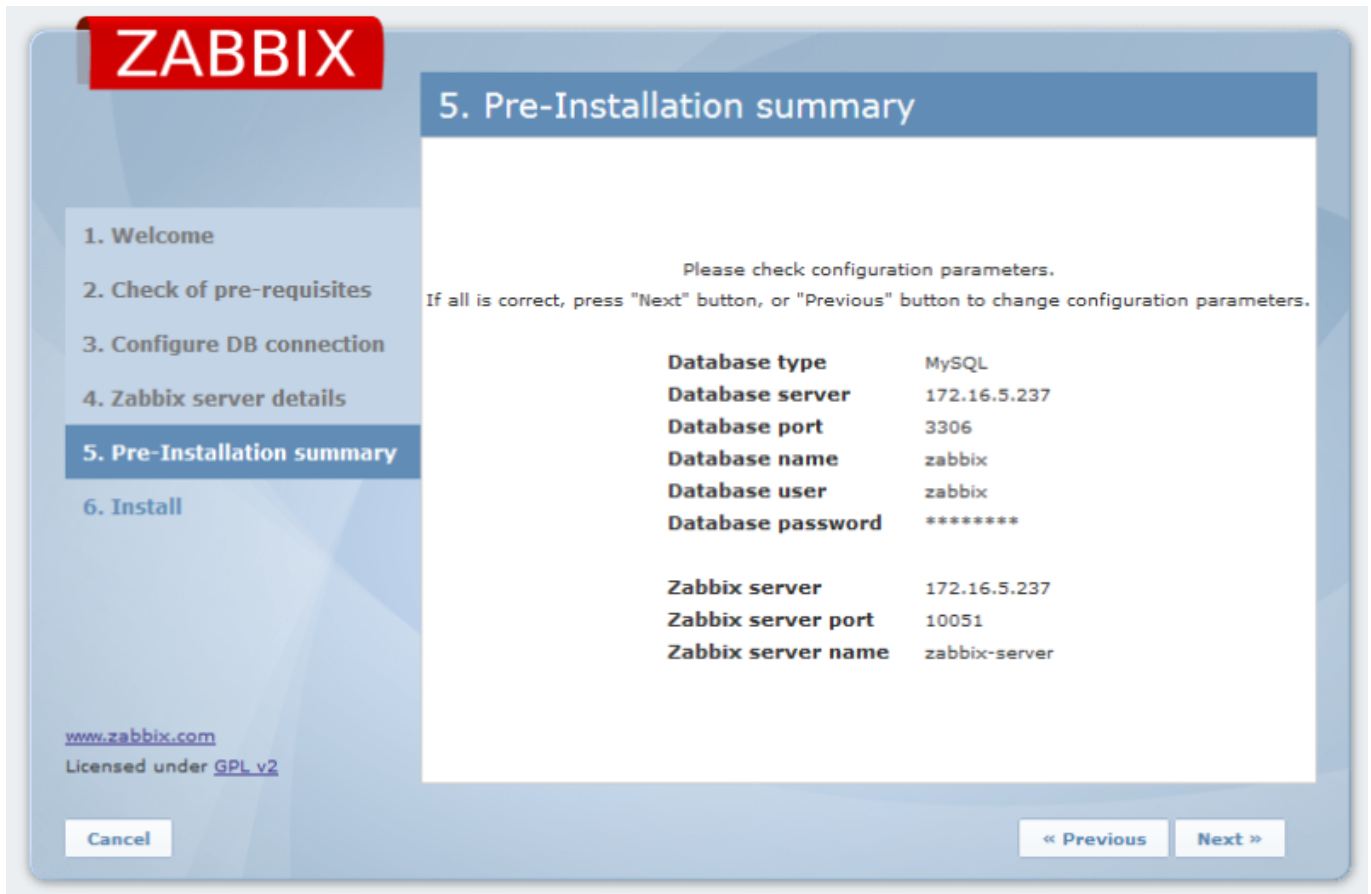 ZABBIX
5. Pre-Installation summary
1. Welcome
2. Check of pre-requisites
3. Configure DB connection
4. Zabbix server details
5. Pre-Installation summary
6. Install
Please check configuration parameters.
If all is correct, press "Next" button, or "Previous" button to change configuration parameters.
Database type MySQL
Database server 172.16.5.237
Database port 3306
Database name zabbix
Database user zabbix
Database password ********
Zabbix server 172.16.5.237
Zabbix server port 10051
Zabbix server name zabbix-server
www.zabbix.com
Licensed under GPL v2
Cancel
« Previous
Next »